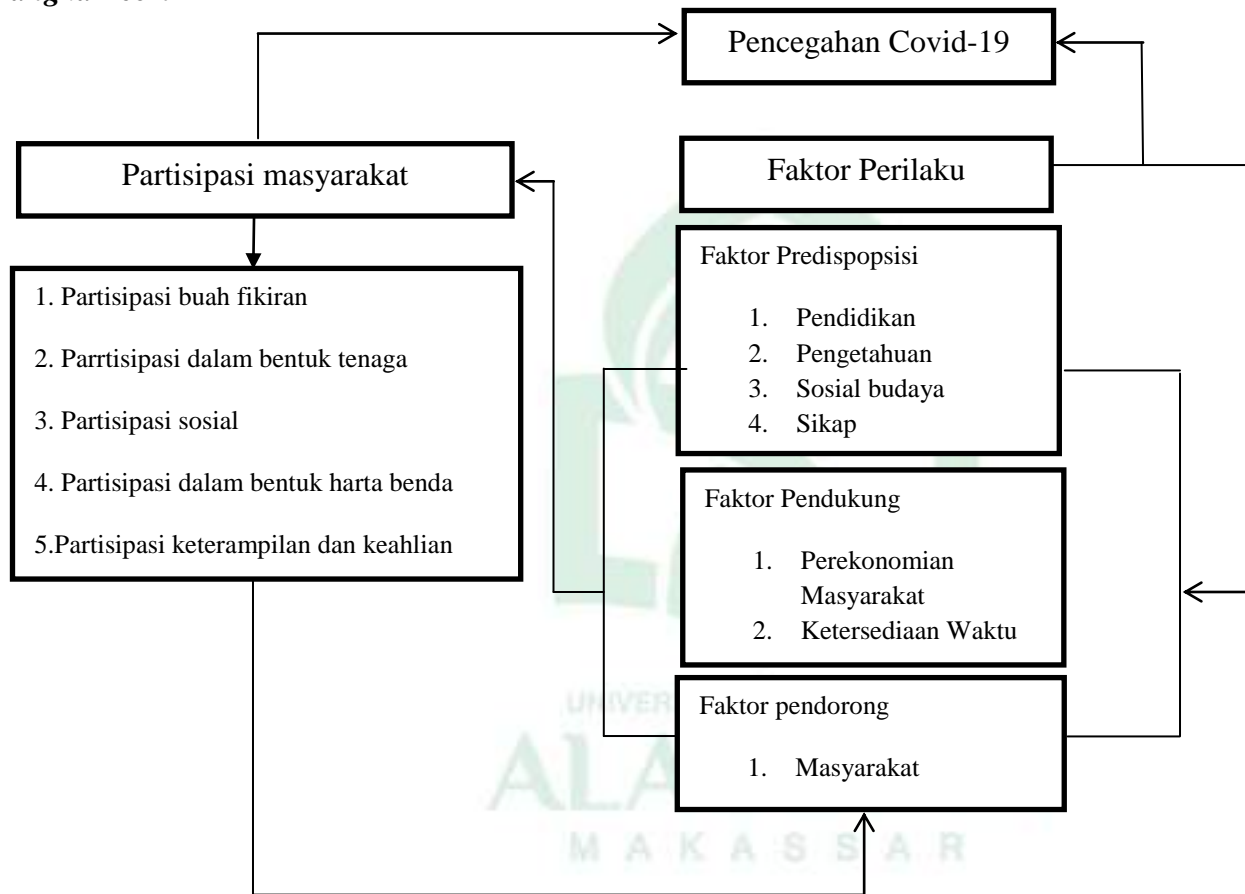 Pencegahan Covid-19
Partisipasi masyarakat
Faktor Perilaku
1. Partisipasi buah fikiran
2. Parrtisipasi dalam bentuk tenaga
3. Partisipasi sosial
4. Partisipasi dalam bentuk harta benda
5.Partisipasi keterampilan dan keahlian
Faktor Predispopsisi
1. Pendidikan
2. Pengetahuan
3. Sosial budaya
4. Sikap
Faktor Pendukung
1. Perekonomian
Masyarakat
2. Ketersediaan Waktu
Faktor pendorong
1. Masyarakat
MAKASSAR